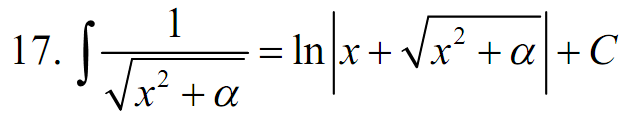 17. ∫ 1/√(x² + α) = ln|x + √(x² + α)| + C